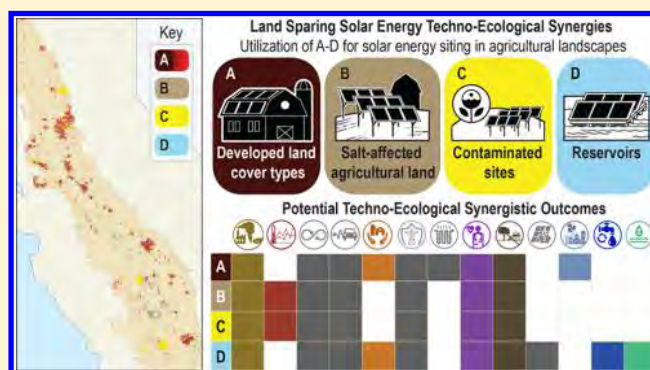 Key
A
B
C
D
Land Sparing Solar Energy Techno-Ecological Synergies
Utilization of A-D for solar energy siting in agricultural landscapes
A
Developed land
cover types
B
Salt-affected
agricultural land
C
Contaminated
sites
D
Reservoirs
Potential Techno-Ecological Synergistic Outcomes
A
B
C
D